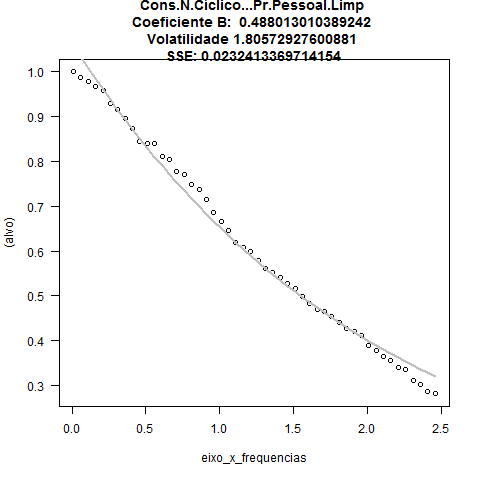 Cons.N.Ciclico...Pr.Pessoal.Limp
Coeficiente B: 0.488013010389242
Volatilidade 1.80572927600881
SSE: 0.0232413369714154
1.0
0.9
0.8
0.7
0.6
0.5
0.4
0.3
(alvo)
0.0 0.5 1.0 1.5 2.0 2.5
eixo_x_frequencias